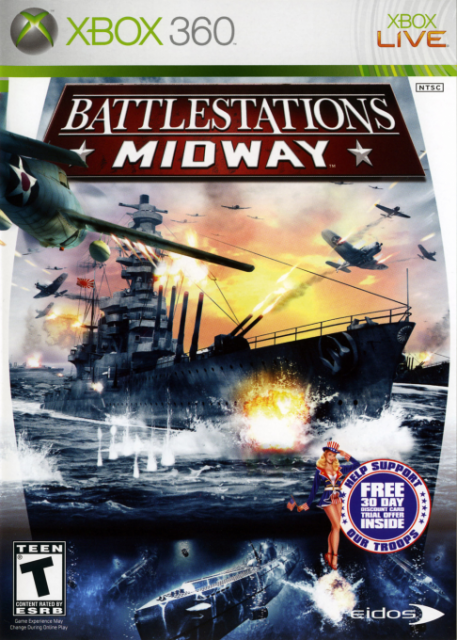 XBOX 360
XBOX
LIVE
NTSC
BATTLESTATIONS
MIDWAY
TM
HELP SUPPORT
FREE
30 DAY
DISCOUNT CARD
TRIAL OFFER
INSIDE
OUR TROOPS
TEEN
T
CONTENT RATED BY
ESRB
Game Experience May
Change During Online Play
eidos